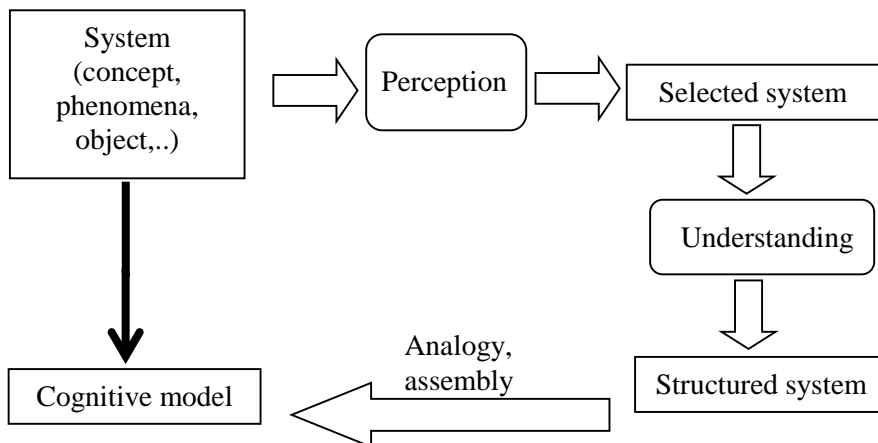 System
(concept,
phenomena,
object,..)
Perception
Selected system
Understanding
Structured system
Analogy,
assembly
Cognitive model